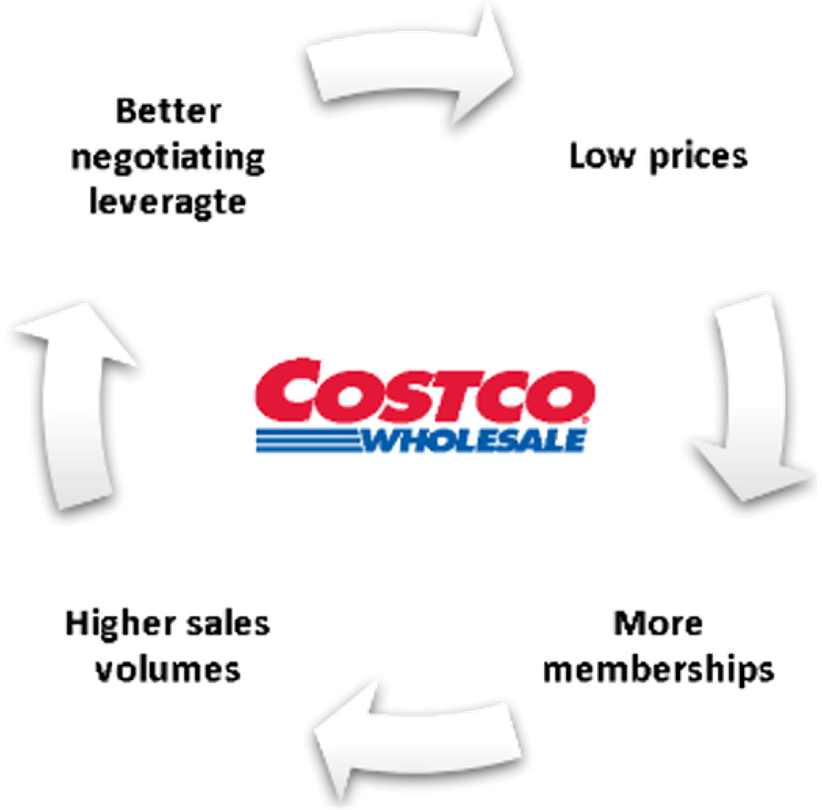 Better
negotiating
leveragte
Low prices
COSTCO
WHOLESALE
Higher sales
volumes
More
memberships